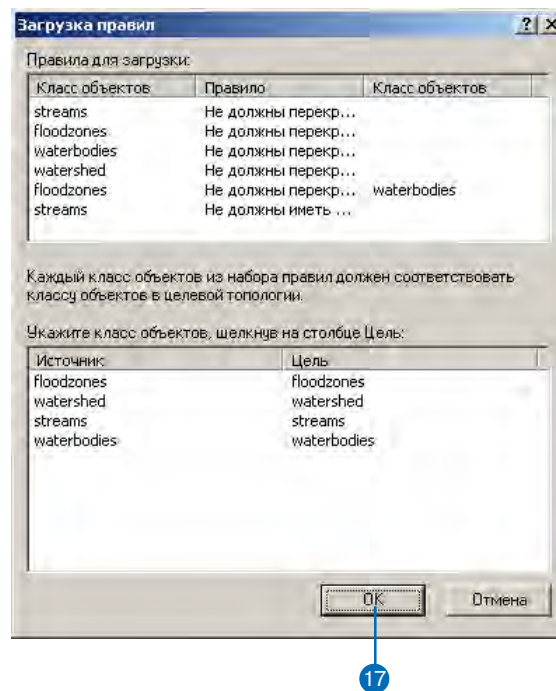 Загрузка правил
Правила для загрузки:
Класс объектов Правило Класс объектов
streams Не должны перекр...
floodzones Не должны перекр...
waterbodies Не должны перекр...
watershed Не должны перекр...
floodzones Не должны перекр... waterbodies
streams Не должны иметь ...
Каждый класс объектов из набора правил должен соответствовать
классу объектов в целевой топологии.
Укажите класс объектов, щелкнув на столбце Цель:
Источник Цель
floodzones floodzones
watershed watershed
streams streams
waterbodies waterbodies
OK Отмена
17